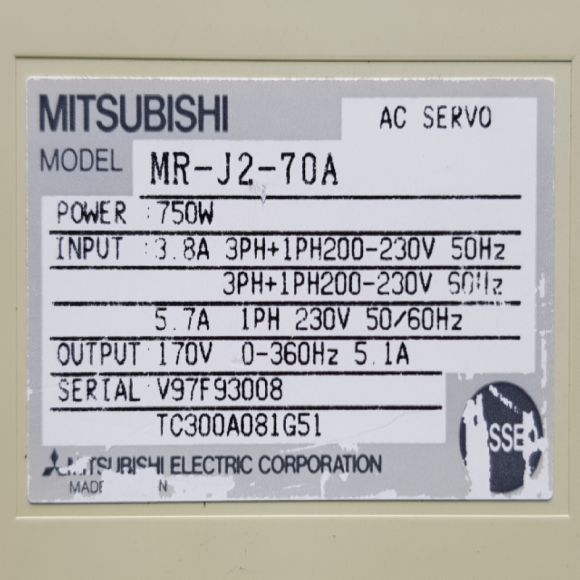 MITSUBISHI
AC SERVO
MODEL MR-J2-70A
POWER :750W
INPUT :3.8A 3PH+1PH200-230V 50Hz
3PH+1PH200-230V 60Hz
5.7A 1PH 230V 50/60Hz
OUTPUT:170V 0-360Hz 5.1A
SERIAL:V97F93008
TC300A081G51
SSE
MITSUBISHI ELECTRIC CORPORATION
MADE